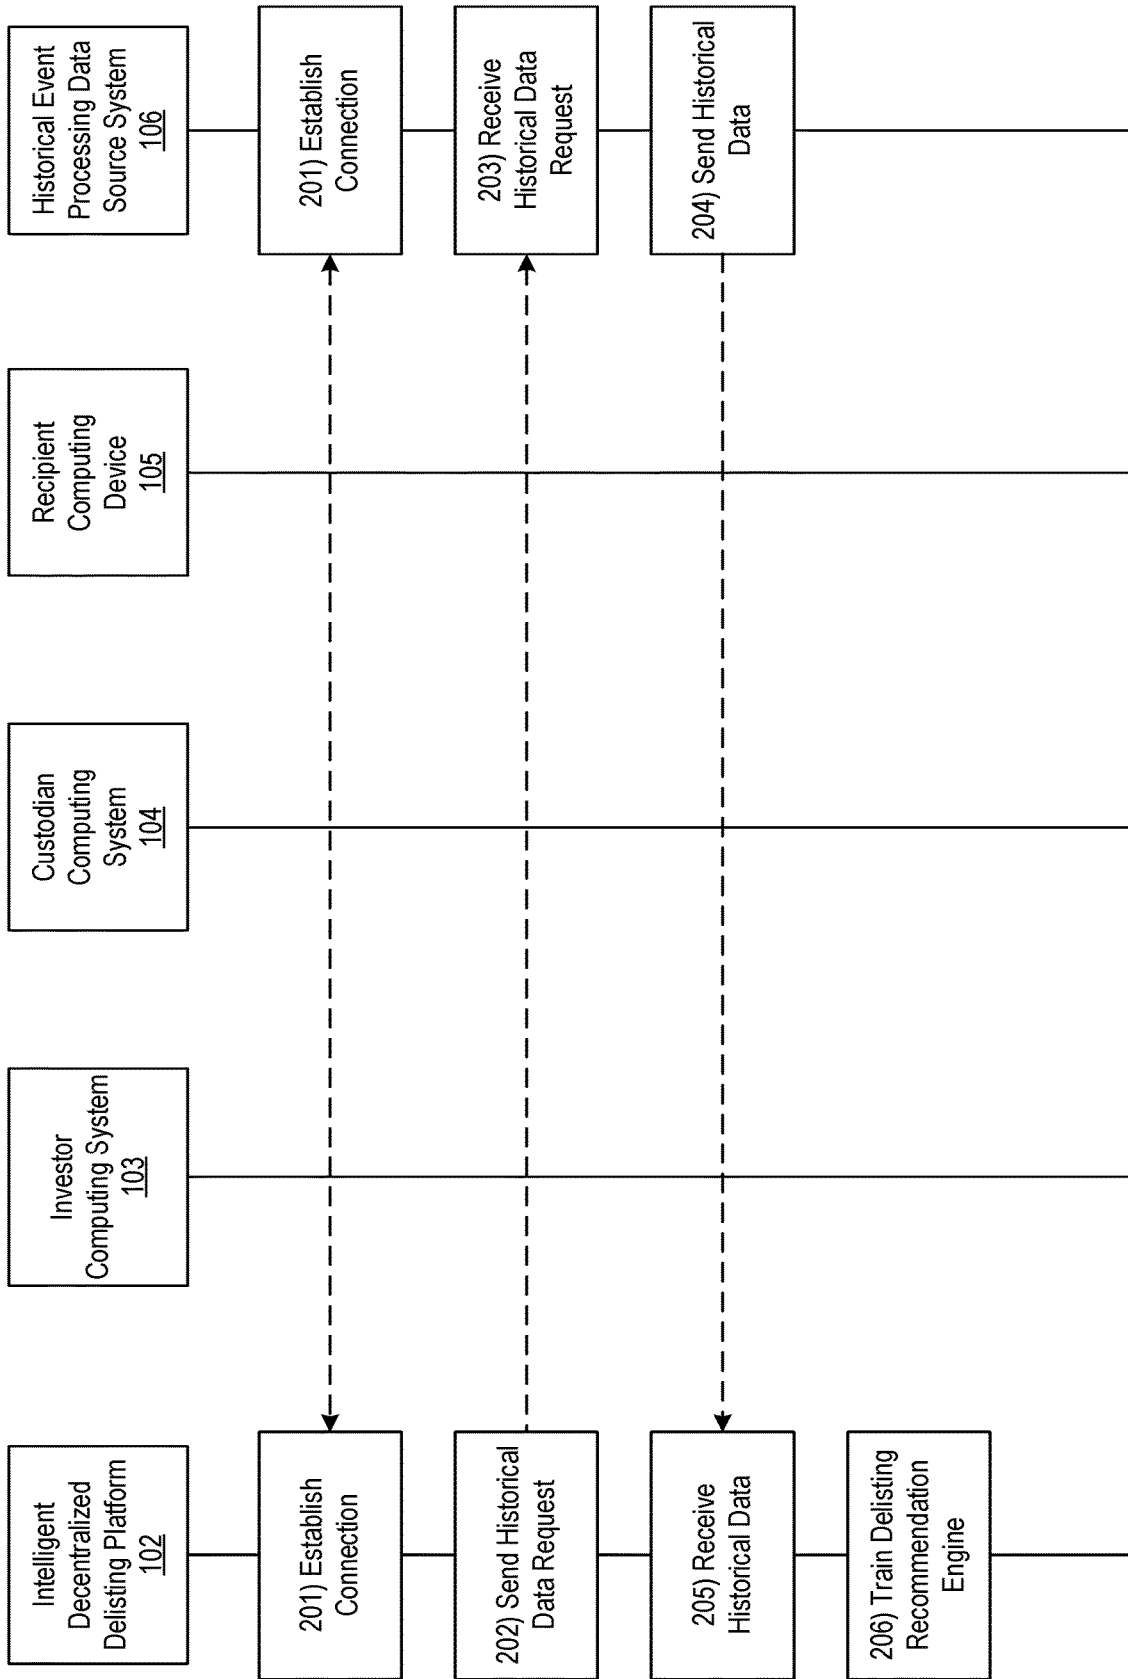 Intelligent
Decentralized
Delisting Platform
102
Investor
Computing System
103
Custodian
Computing
System
104
Recipient
Computing
Device
105
Historical Event
Processing Data
Source System
106
201) Establish
Connection
201) Establish
Connection
202) Send Historical
Data Request
203) Receive
Historical Data
Request
205) Receive
Historical Data
204) Send Historical
Data
206) Train Delisting
Recommendation
Engine